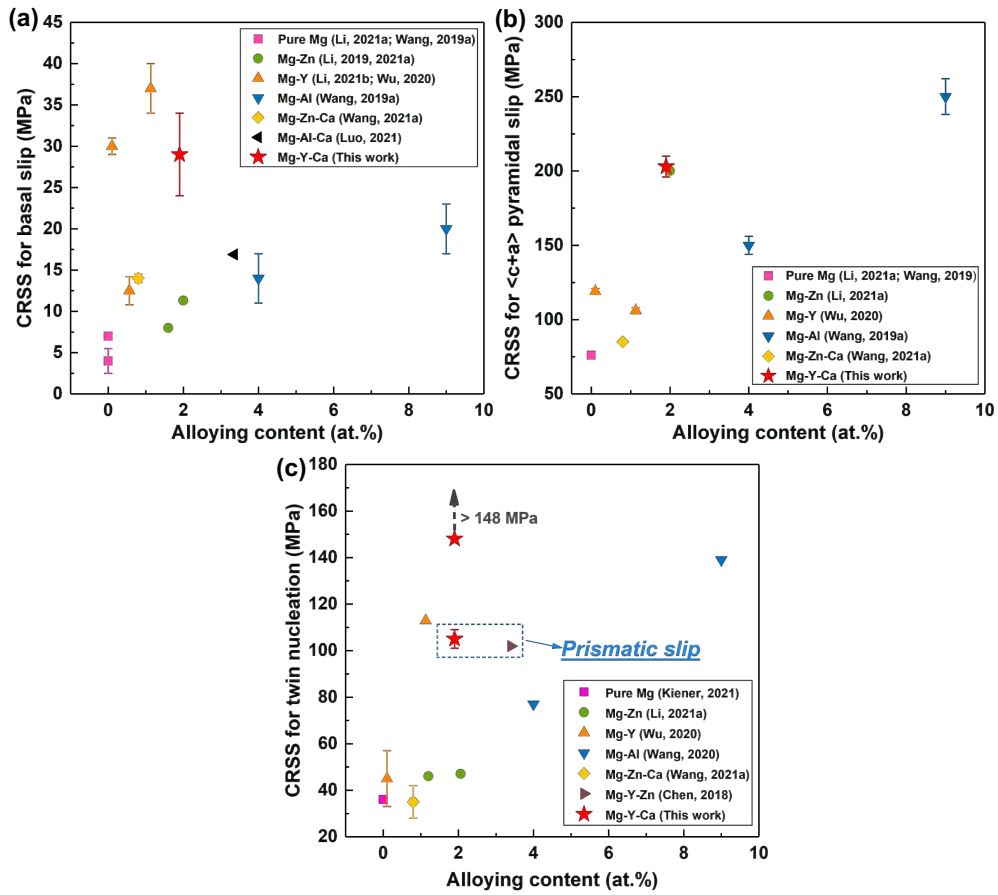 (a)
CRSS for basal slip (MPa)
45
40
35
30
25
20
15
10
5
0
Pure Mg (Li, 2021a; Wang, 2019a)
Mg-Zn (Li, 2019, 2021a)
Mg-Y (Li, 2021b; Wu, 2020)
Mg-Al (Wang, 2019a)
Mg-Zn-Ca (Wang, 2021a)
Mg-Al-Ca (Luo, 2021)
Mg-Y-Ca (This work)
0 2 4 6 8 10
Alloying content (at.%)
(b)
CRSS for <c+a> pyramidal slip (MPa)
300
250
200
150
100
50
Pure Mg (Li, 2021a; Wang, 2019)
Mg-Zn (Li, 2021a)
Mg-Y (Wu, 2020)
Mg-Al (Wang, 2019a)
Mg-Zn-Ca (Wang, 2021a)
Mg-Y-Ca (This work)
0 2 4 6 8 10
Alloying content (at.%)
(c)
CRSS for twin nucleation (MPa)
180
160
140
120
100
80
60
40
20
> 148 MPa
Prismatic slip
Pure Mg (Kiener, 2021)
Mg-Zn (Li, 2021a)
Mg-Y (Wu, 2020)
Mg-Al (Wang, 2020)
Mg-Zn-Ca (Wang, 2021a)
Mg-Y-Zn (Chen, 2018)
Mg-Y-Ca (This work)
0 2 4 6 8 10
Alloying content (at.%)